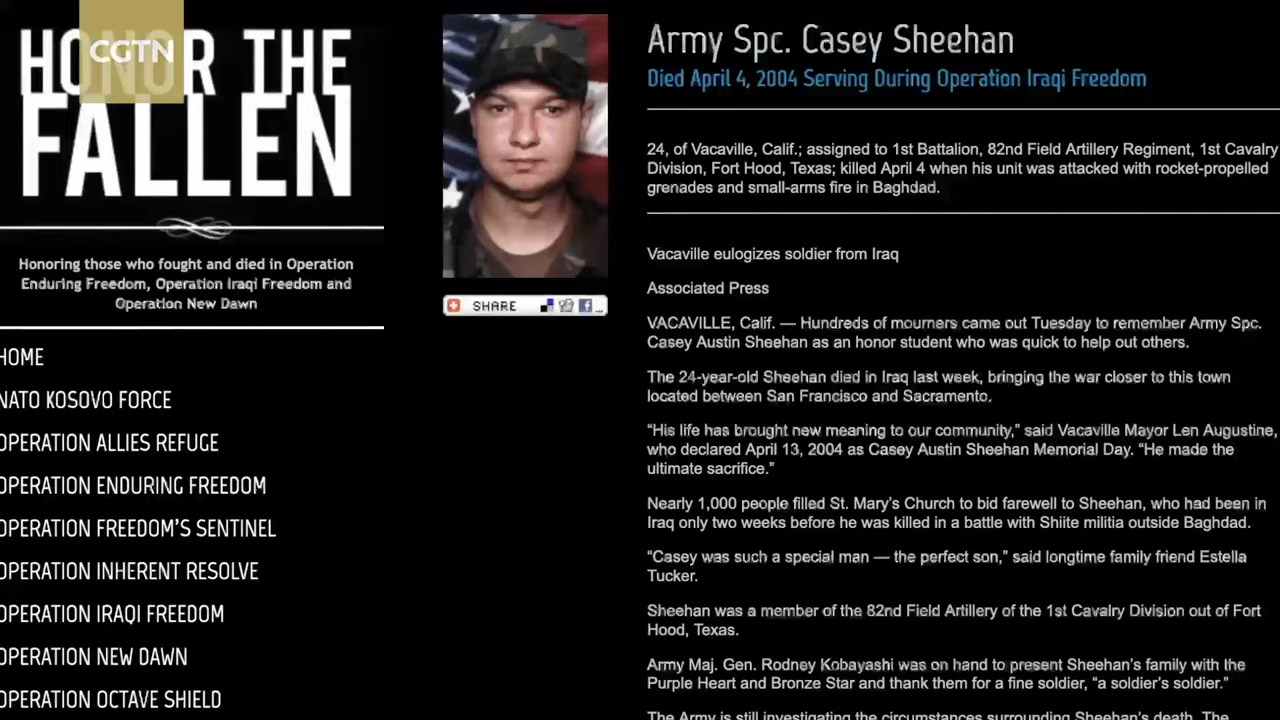 CGTN
HONOR THE
FALLEN
Honoring those who fought and died in Operation
Enduring Freedom, Operation Iraqi Freedom and
Operation New Dawn
HOME
NATO KOSOVO FORCE
OPERATION ALLIES REFUGE
OPERATION ENDURING FREEDOM
OPERATION FREEDOM'S SENTINEL
OPERATION INHERENT RESOLVE
OPERATION IRAQI FREEDOM
OPERATION NEW DAWN
OPERATION OCTAVE SHIELD
SHARE
Army Spc. Casey Sheehan
Died April 4, 2004 Serving During Operation Iraqi Freedom
24, of Vacaville, Calif.; assigned to 1st Battalion, 82nd Field Artillery Regiment, 1st Cavalry
Division, Fort Hood, Texas; killed April 4 when his unit was attacked with rocket-propelled
grenades and small-arms fire in Baghdad.
Vacaville eulogizes soldier from Iraq
Associated Press
VACAVILLE, Calif. — Hundreds of mourners came out Tuesday to remember Army Spc.
Casey Austin Sheehan as an honor student who was quick to help out others.
The 24-year-old Sheehan died in Iraq last week, bringing the war closer to this town
located between San Francisco and Sacramento.
“His life has brought new meaning to our community,” said Vacaville Mayor Len Augustine,
who declared April 13, 2004 as Casey Austin Sheehan Memorial Day. “He made the
ultimate sacrifice.”
Nearly 1,000 people filled St. Mary’s Church to bid farewell to Sheehan, who had been in
Iraq only two weeks before he was killed in a battle with Shiite militia outside Baghdad.
“Casey was such a special man — the perfect son,” said longtime family friend Estella
Tucker.
Sheehan was a member of the 82nd Field Artillery of the 1st Cavalry Division out of Fort
Hood, Texas.
Army Maj. Gen. Rodney Kobayashi was on hand to present Sheehan’s family with the
Purple Heart and Bronze Star and thank them for a fine soldier, “a soldier’s soldier.”
The Army is still investigating the circumstances surrounding Sheehan’s death. The